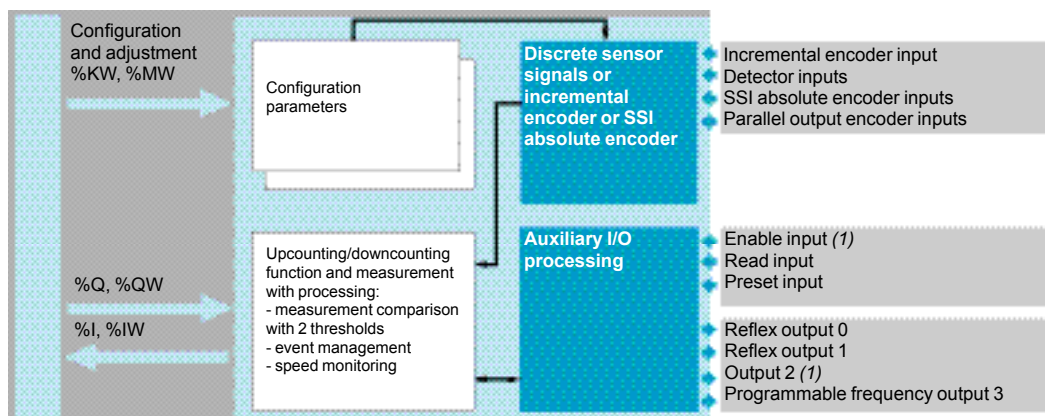 Configuration
and adjustment
%KW, %MW
Configuration
parameters
Discrete sensor
signals or
incremental
encoder or SSI
absolute encoder
Incremental encoder input
Detector inputs
SSI absolute encoder inputs
Parallel output encoder inputs
%Q, %QW
%I, %IW
Upcounting/downcounting
function and measurement
with processing:
- measurement comparison
with 2 thresholds
- event management
- speed monitoring
Auxiliary I/O
processing
Enable input (1)
Read input
Preset input
Reflex output 0
Reflex output 1
Output 2 (1)
Programmable frequency output 3